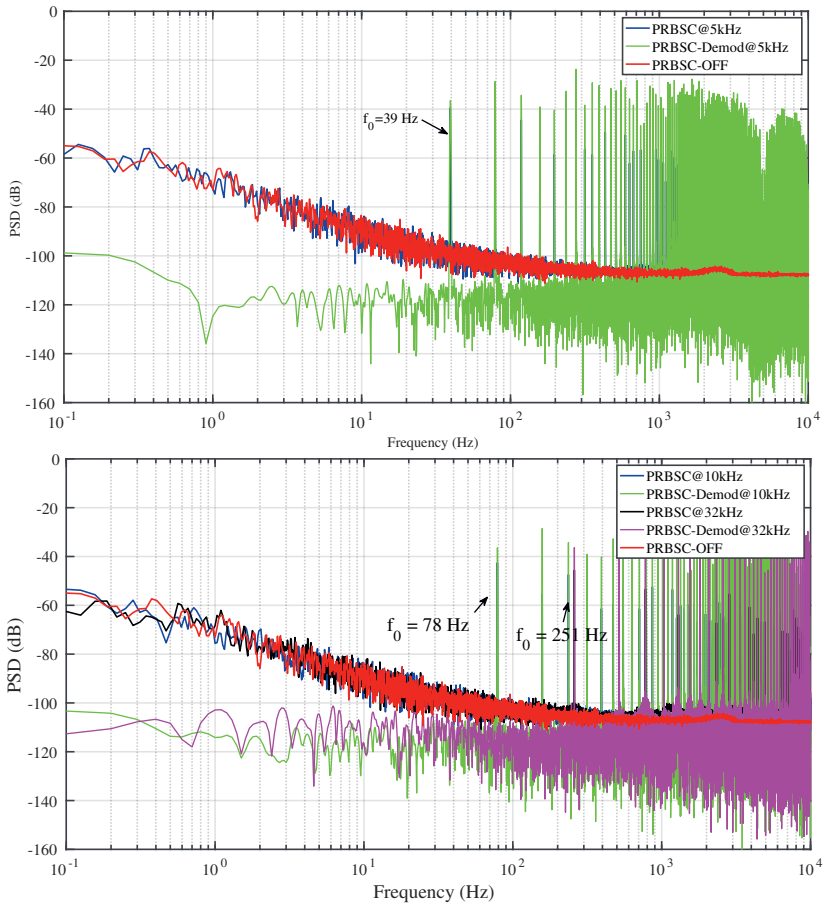 0
-20
-40
-60
-80
-100
-120
-140
-160
PSD (dB)
PRBSC@5kHz
PRBSC-Demod@5kHz
PRBSC-OFF
f0=39 Hz
10-1
100
101
102
103
104
Frequency (Hz)
0
-20
-40
-60
-80
-100
-120
-140
-160
PSD (dB)
PRBSC@10kHz
PRBSC-Demod@10kHz
PRBSC@32kHz
PRBSC-Demod@32kHz
PRBSC-OFF
f0 = 78 Hz
f0 = 251 Hz
10-1
100
101
102
103
104
Frequency (Hz)